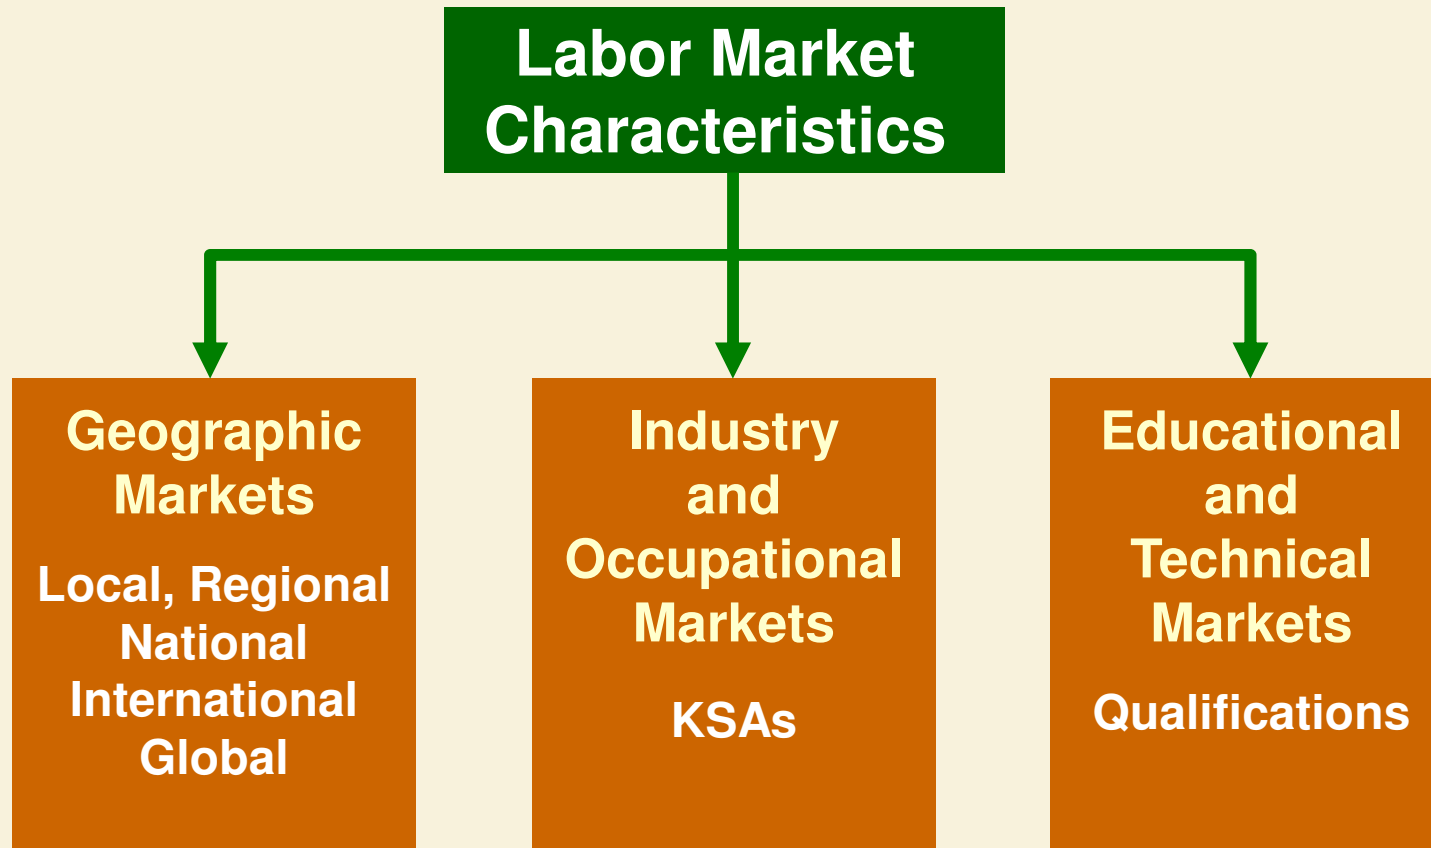 Labor Market
Characteristics
Geographic
Markets
Local, Regional
National
International
Global
Industry
and
Occupational
Markets
KSAs
Educational
and
Technical
Markets
Qualifications